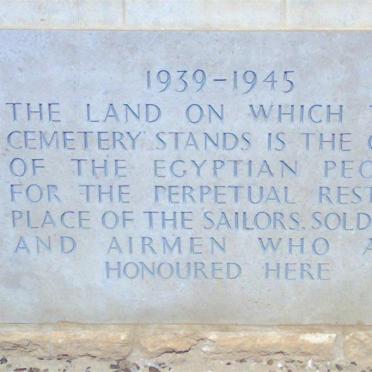 1939–1945
THE LAND ON WHICH
CEMETERY STANDS IS THE
OF THE EGYPTIAN
FOR THE PERPETUAL
PLACE OF THE SAILORS.
AND AIRMEN WHO
HONOURED HERE